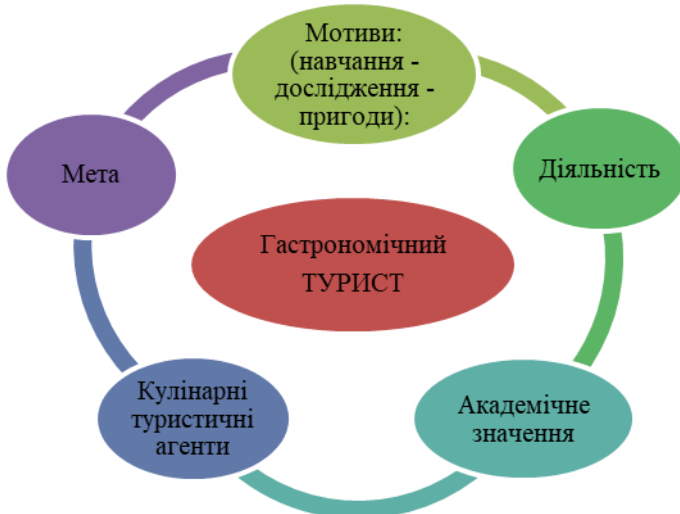 Мотиви:
(навчання -
дослідження -
пригоди):
Мета
Діяльність
Гастрономічний
ТУРИСТ
Кулінарні
туристичні
агенти
Академічне
значення